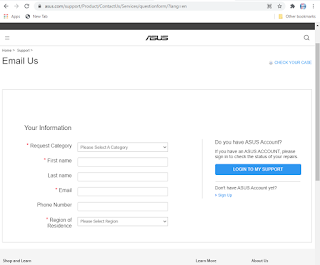 asus.com/support/Product/ContactUs/Services/questionform/?lang=en
Apps
New Tab
Other Bookmarks
ASUS
Home > Support >
Email Us
CHECK YOUR CASE
Your Information
* Request Category
Please Select A Category
* First name
Last name
* Email
Phone Number
* Region of
Residence
Please Select Region
Do you have ASUS Account?
If you have an ASUS ACCOUNT, please
sign in to check the status of your repairs.
LOGIN TO MY SUPPORT
Don't have ASUS Account yet?
Sign Up
Shop and Learn
Learn More
About Us